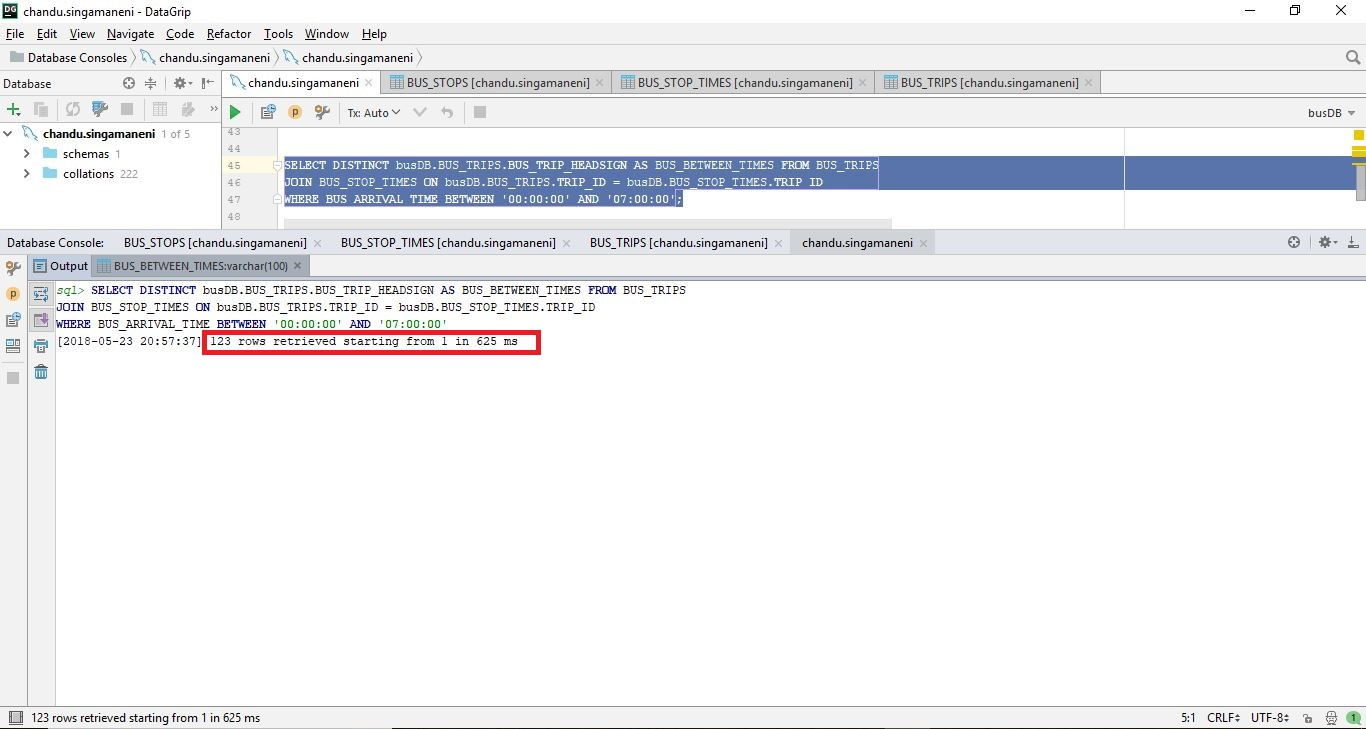 chandu.singamaneni - DataGrip
File Edit View Navigate Code Refactor Tools Window Help
Database Consoles chandu.singamaneni chandu.singamaneni
Database
chandu.singamaneni BUS_STOPS [chandu.singamaneni] BUS_STOP_TIMES [chandu.singamaneni] BUS_TRIPS [chandu.singamaneni]
Tx: Auto busDB
chandu.singamaneni 1 of 5
schemas 1
collations 222
43
44
45 SELECT DISTINCT busDB.BUS_TRIPS.BUS_TRIP_HEADSIGN AS BUS_BETWEEN_TIMES FROM BUS_TRIPS
46 JOIN BUS_STOP_TIMES ON busDB.BUS_TRIPS.TRIP_ID = busDB.BUS_STOP_TIMES.TRIP_ID
47 WHERE BUS_ARRIVAL_TIME BETWEEN '00:00:00' AND '07:00:00';
48
Database Console: BUS_STOPS [chandu.singamaneni] BUS_STOP_TIMES [chandu.singamaneni] BUS_TRIPS [chandu.singamaneni] chandu.singamaneni
Output BUS_BETWEEN_TIMES:varchar(100)
sql> SELECT DISTINCT busDB.BUS_TRIPS.BUS_TRIP_HEADSIGN AS BUS_BETWEEN_TIMES FROM BUS_TRIPS
JOIN BUS_STOP_TIMES ON busDB.BUS_TRIPS.TRIP_ID = busDB.BUS_STOP_TIMES.TRIP_ID
WHERE BUS_ARRIVAL_TIME BETWEEN '00:00:00' AND '07:00:00'
[2018-05-23 20:57:37] 123 rows retrieved starting from 1 in 625 ms
123 rows retrieved starting from 1 in 625 ms 5:1 CRLF UTF-8 1